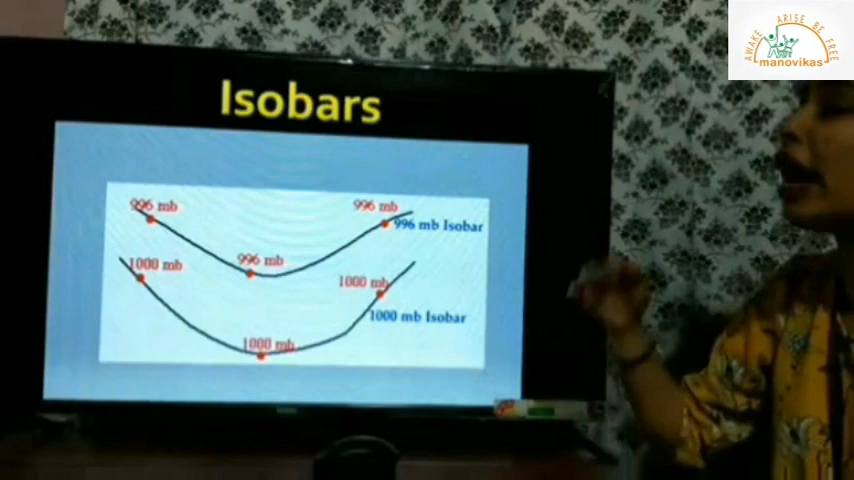 AWAKE ARISE BE FREE
manovikas
Isobars
996 mb
996 mb
996 mb Isobar
996 mb
1000 mb
1000 mb
1000 mb Isobar
1000 mb